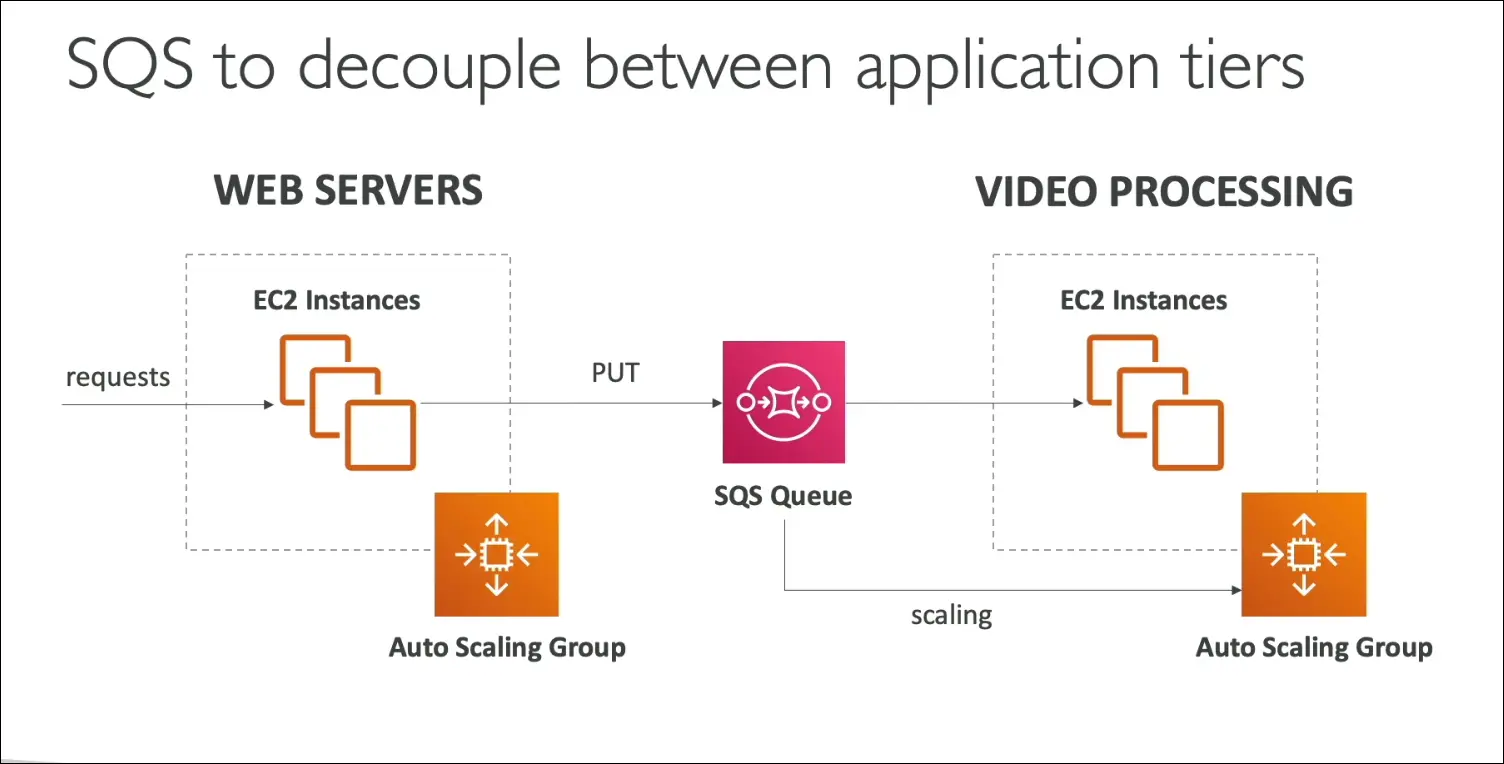 SQS to decouple between application tiers
WEB SERVERS
VIDEO PROCESSING
EC2 Instances
EC2 Instances
requests
PUT
SQS Queue
scaling
Auto Scaling Group
Auto Scaling Group